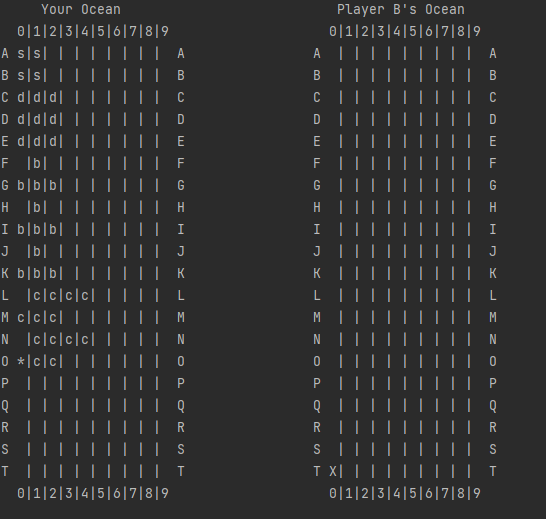 Your Ocean                            Player B's Ocean
  0|1|2|3|4|5|6|7|8|9                    0|1|2|3|4|5|6|7|8|9
A s|s| | | | | | |  A                A  | | | | | | | | |  A
B s|s| | | | | | |  B                B  | | | | | | | | |  B
C d|d|d| | | | | |  C                C  | | | | | | | | |  C
D d|d|d| | | | | |  D                D  | | | | | | | | |  D
E d|d|d| | | | | |  E                E  | | | | | | | | |  E
F  |b| | | | | | |  F                F  | | | | | | | | |  F
G b|b|b| | | | | |  G                G  | | | | | | | | |  G
H  |b| | | | | | |  H                H  | | | | | | | | |  H
I b|b|b| | | | | |  I                I  | | | | | | | | |  I
J  |b| | | | | | |  J                J  | | | | | | | | |  J
K b|b|b| | | | | |  K                K  | | | | | | | | |  K
L  |c|c|c|c| | | | |  L                L  | | | | | | | | |  L
M c|c|c| | | | | |  M                M  | | | | | | | | |  M
N  |c|c|c|c| | | | |  N                N  | | | | | | | | |  N
O *|c|c| | | | | |  O                O  | | | | | | | | |  O
P  | | | | | | | | |  P                P  | | | | | | | | |  P
Q  | | | | | | | | |  Q                Q  | | | | | | | | |  Q
R  | | | | | | | | |  R                R  | | | | | | | | |  R
S  | | | | | | | | |  S                S  | | | | | | | | |  S
T  | | | | | | | | |  T                T X| | | | | | | | |  T
  0|1|2|3|4|5|6|7|8|9                    0|1|2|3|4|5|6|7|8|9